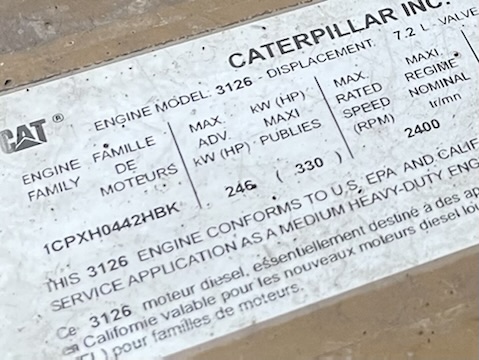 CATERPILLAR INC.
CAT®
ENGINE MODEL: 3126 - DISPLACEMENT: 7.2 L - VALVE
ENGINE
FAMILY
FAMILLE
DE
MOTEURS
MAX.
ADV.
kW (HP)
kW (HP)
MAXI
PUBLIES
MAX.
RATED
SPEED
(RPM)
MAXI.
REGIME
NOMINAL
tr/mn
1CPXH0442HBK
246 ( 330 )
2400
THIS 3126 ENGINE CONFORMS TO U.S. EPA AND CALIF
SERVICE APPLICATION AS A MEDIUM HEAVY-DUTY ENG
Ce 3126 moteur diesel, essentiellement destiné à des ap
en Californie valable pour les nouveaux moteurs diesel
pour familles de moteurs.